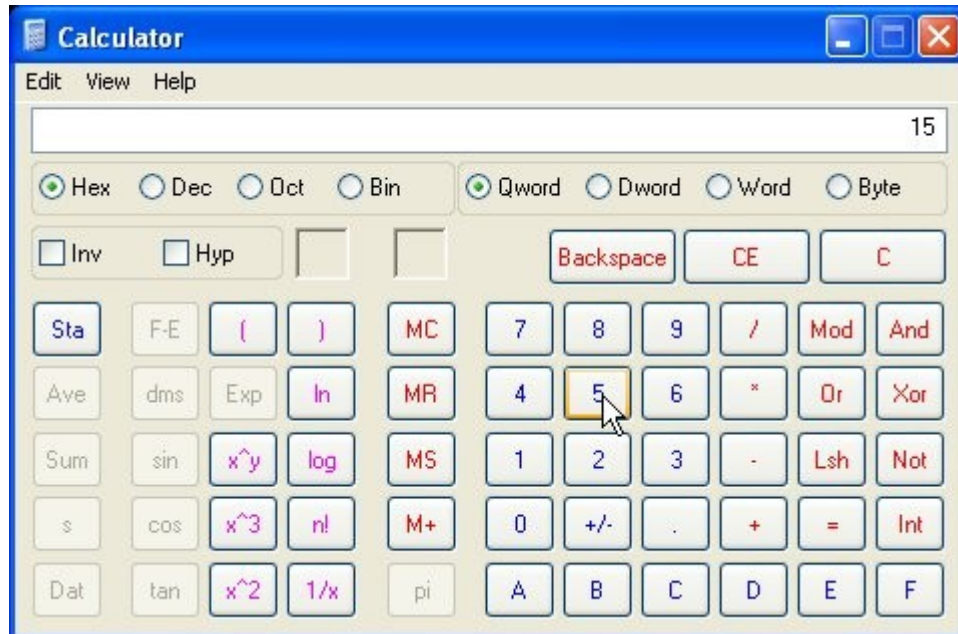 Calculator
Edit View Help
15
Hex Dec Oct Bin Qword Dword Word Byte
Inv Hyp Backspace CE C
Sta F-E ( ) MC 7 8 9 / Mod And
Ave dms Exp ln MR 4 5 6 * Or Xor
Sum sin x^y log MS 1 2 3 - Lsh Not
s cos x^3 n! M+ 0 +/- . + = Int
Dat tan x^2 1/x pi A B C D E F